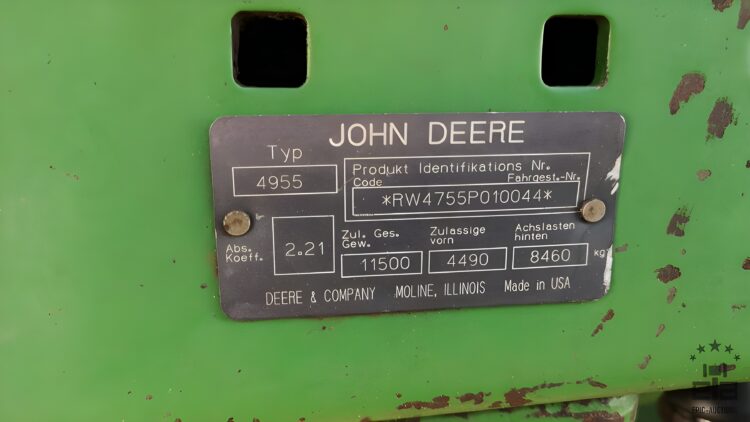 JOHN DEERE
Typ
4955
Produkt Identifikations Nr.
Code Fahrgest.-Nr.
*RW4755P010044*
Abs. Koeff.
2.21
Zul. Ges. Gew.
11500
Zulassige vorn
4490
Achslasten hinten
8460 kg
DEERE & COMPANY MOLINE, ILLINOIS Made in USA